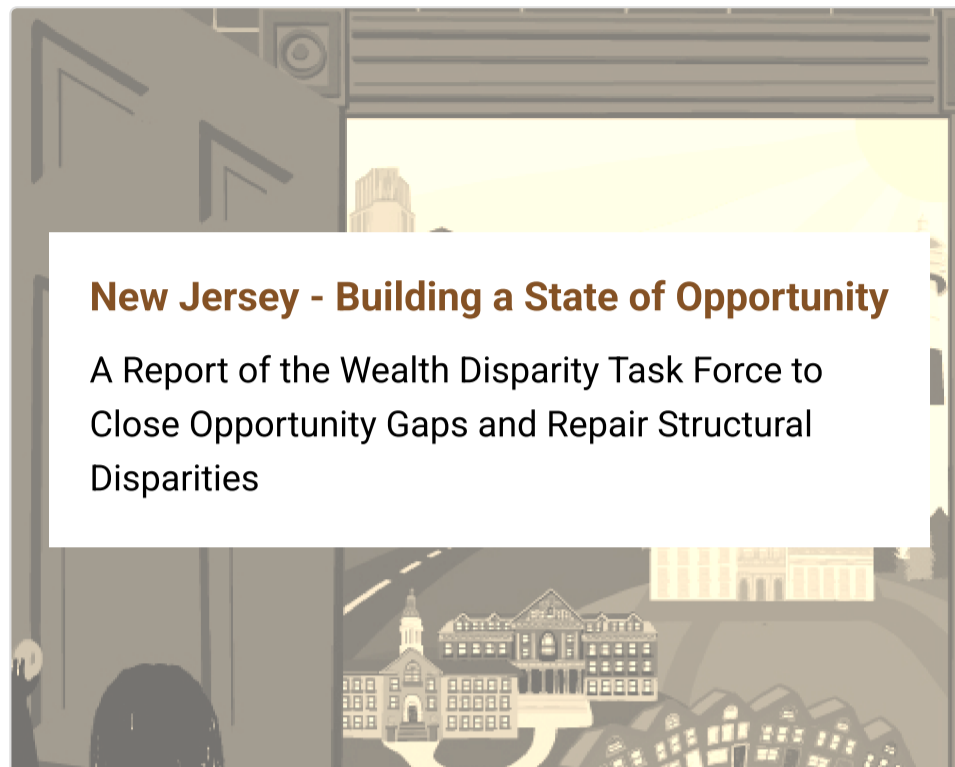 New Jersey - Building a State of Opportunity
A Report of the Wealth Disparity Task Force to
Close Opportunity Gaps and Repair Structural
Disparities